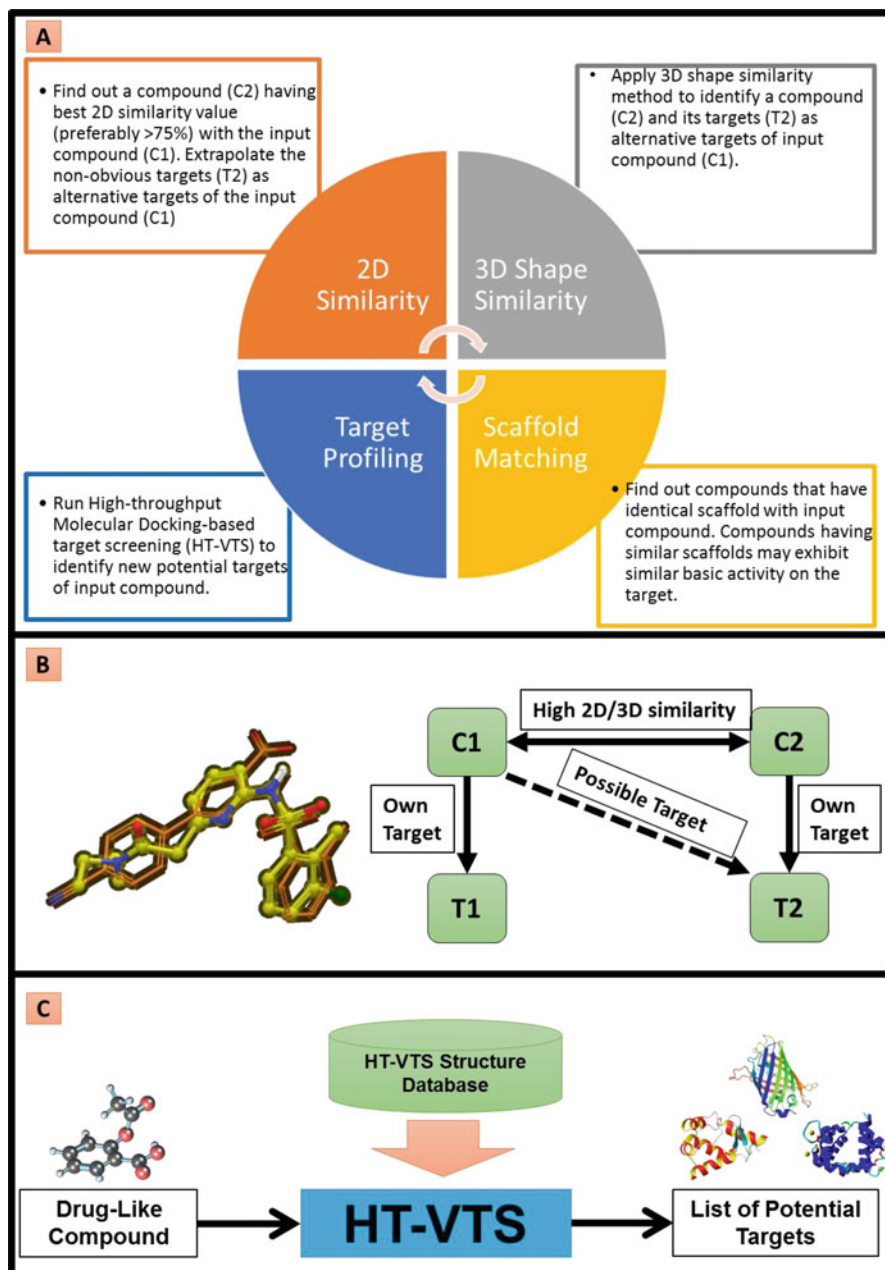 A
• Find out a compound (C2) having
best 2D similarity value
(preferably >75%) with the input
compound (C1). Extrapolate the
non-obvious targets (T2) as
alternative targets of the input
compound (C1)
• Apply 3D shape similarity
method to identify a compound
(C2) and its targets (T2) as
alternative targets of input
compound (C1).
2D
Similarity
3D Shape
Similarity
Target
Profiling
Scaffold
Matching
• Run High-throughput
Molecular Docking-based
target screening (HT-VTS) to
identify new potential targets
of input compound.
• Find out compounds that have
identical scaffold with input
compound. Compounds having
similar scaffolds may exhibit
similar basic activity on the
target.
B
High 2D/3D similarity
C1
C2
Possible Target
Own
Target
Own
Target
T1
T2
C
HT-VTS Structure
Database
Drug-Like
Compound
HT-VTS
List of Potential
Targets